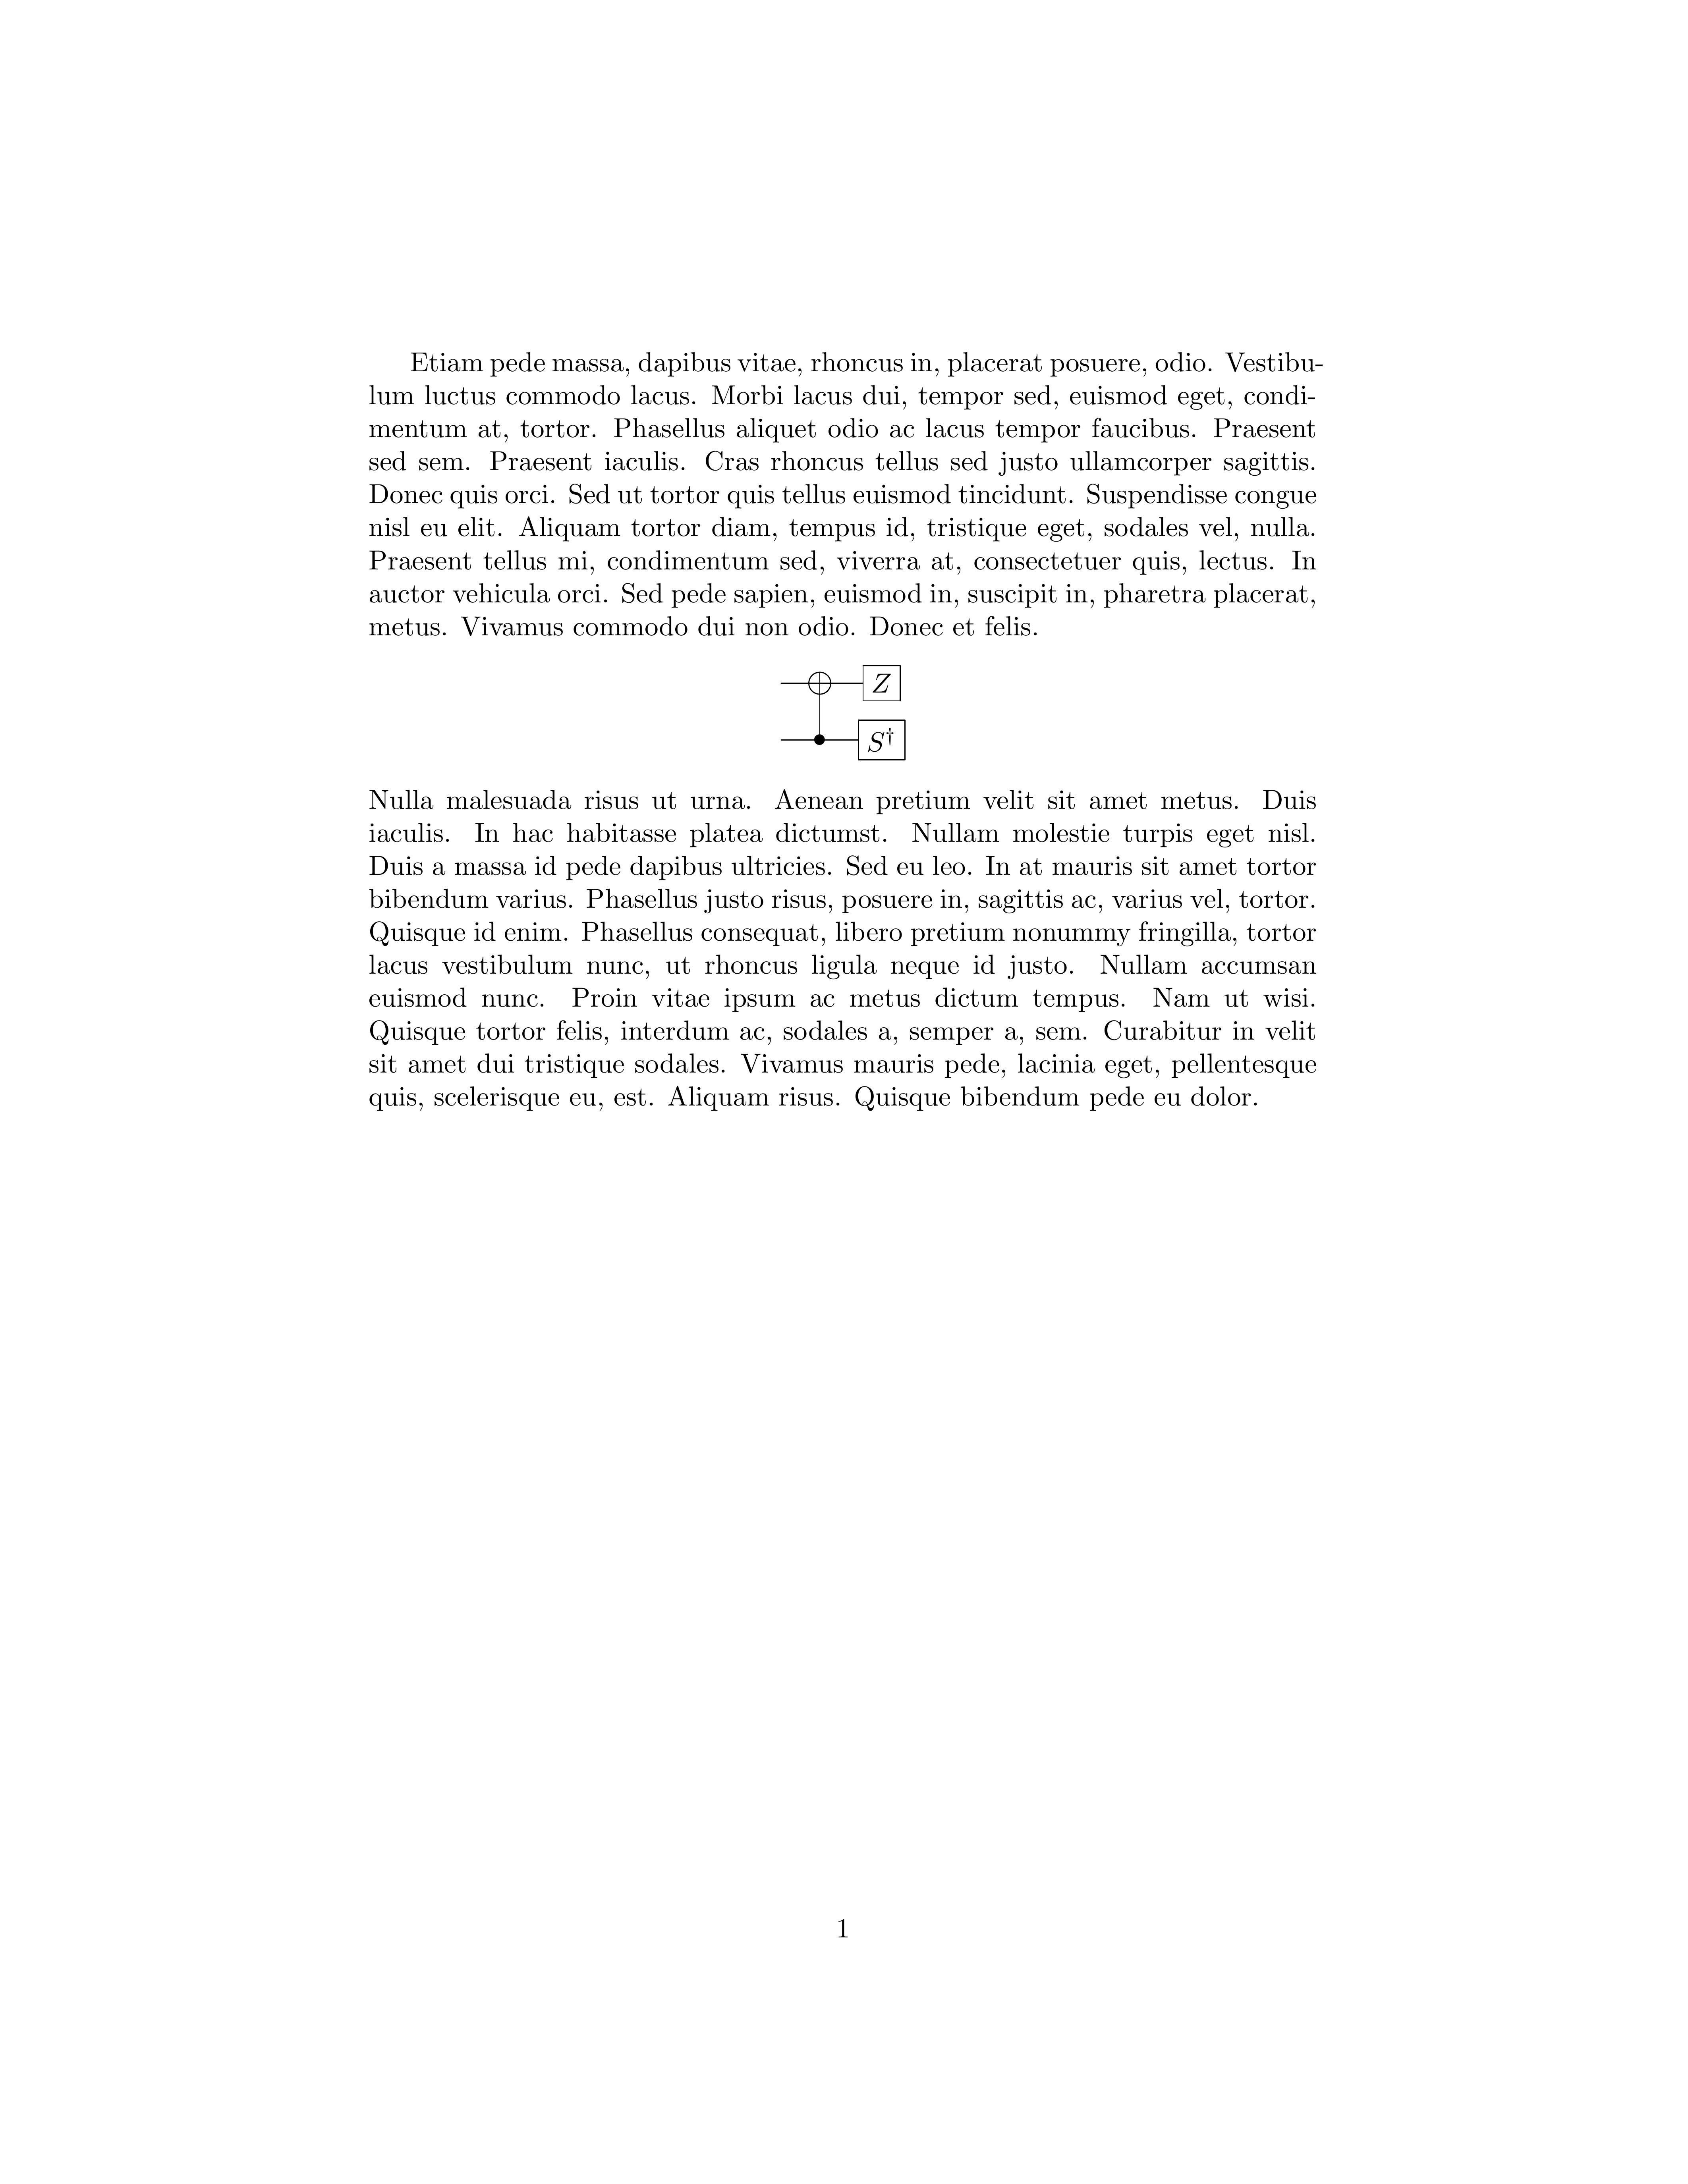 Etiam pede massa, dapibus vitae, rhoncus in, placerat posuere, odio. Vestibu-
lum luctus commodo lacus. Morbi lacus dui, tempor sed, euismod eget, condi-
mentum at, tortor. Phasellus aliquet odio ac lacus tempor faucibus. Praesent
sed sem. Praesent iaculis. Cras rhoncus tellus sed justo ullamcorper sagittis.
Donec quis orci. Sed ut tortor quis tellus euismod tincidunt. Suspendisse congue
nisl eu elit. Aliquam tortor diam, tempus id, tristique eget, sodales vel, nulla.
Praesent tellus mi, condimentum sed, viverra at, consectetuer quis, lectus. In
auctor vehicula orci. Sed pede sapien, euismod in, suscipit in, pharetra placerat,
metus. Vivamus commodo dui non odio. Donec et felis.
Z
S†
Nulla malesuada risus ut urna. Aenean pretium velit sit amet metus. Duis
iaculis. In hac habitasse platea dictumst. Nullam molestie turpis eget nisl.
Duis a massa id pede dapibus ultricies. Sed eu leo. In at mauris sit amet tortor
bibendum varius. Phasellus justo risus, posuere in, sagittis ac, varius vel, tortor.
Quisque id enim. Phasellus consequat, libero pretium nonummy fringilla, tortor
lacus vestibulum nunc, ut rhoncus ligula neque id justo. Nullam accumsan
euismod nunc. Proin vitae ipsum ac metus dictum tempus. Nam ut wisi.
Quisque tortor felis, interdum ac, sodales a, semper a, sem. Curabitur in velit
sit amet dui tristique sodales. Vivamus mauris pede, lacinia eget, pellentesque
quis, scelerisque eu, est. Aliquam risus. Quisque bibendum pede eu dolor.
1